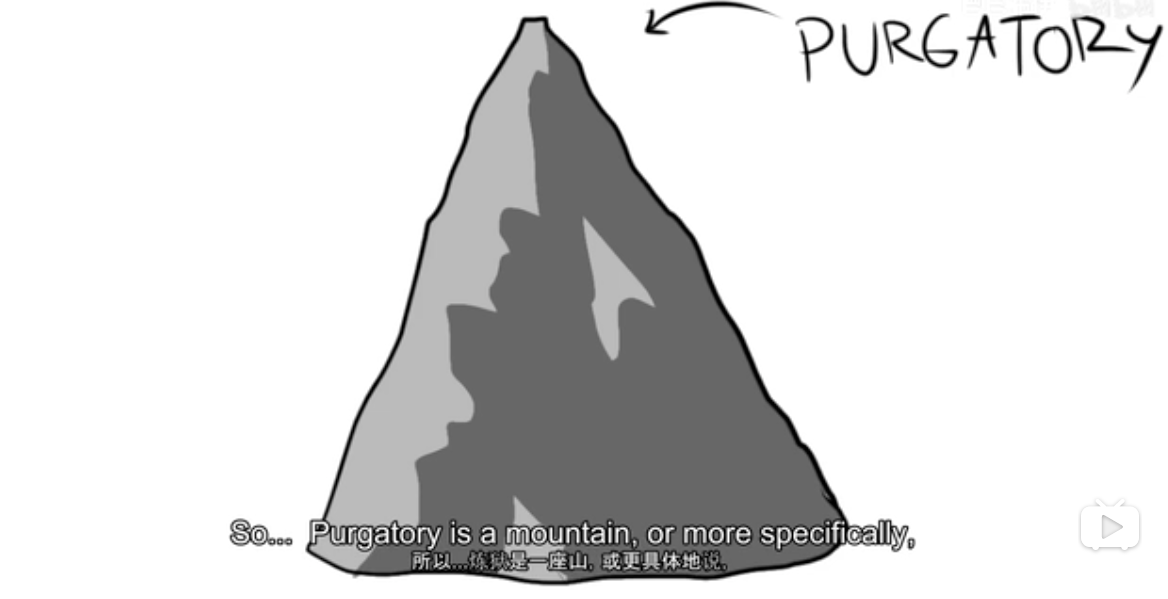 PURGATORY
So... Purgatory is a mountain, or more specifically,
所以...炼狱是一座山, 或更具体地说,